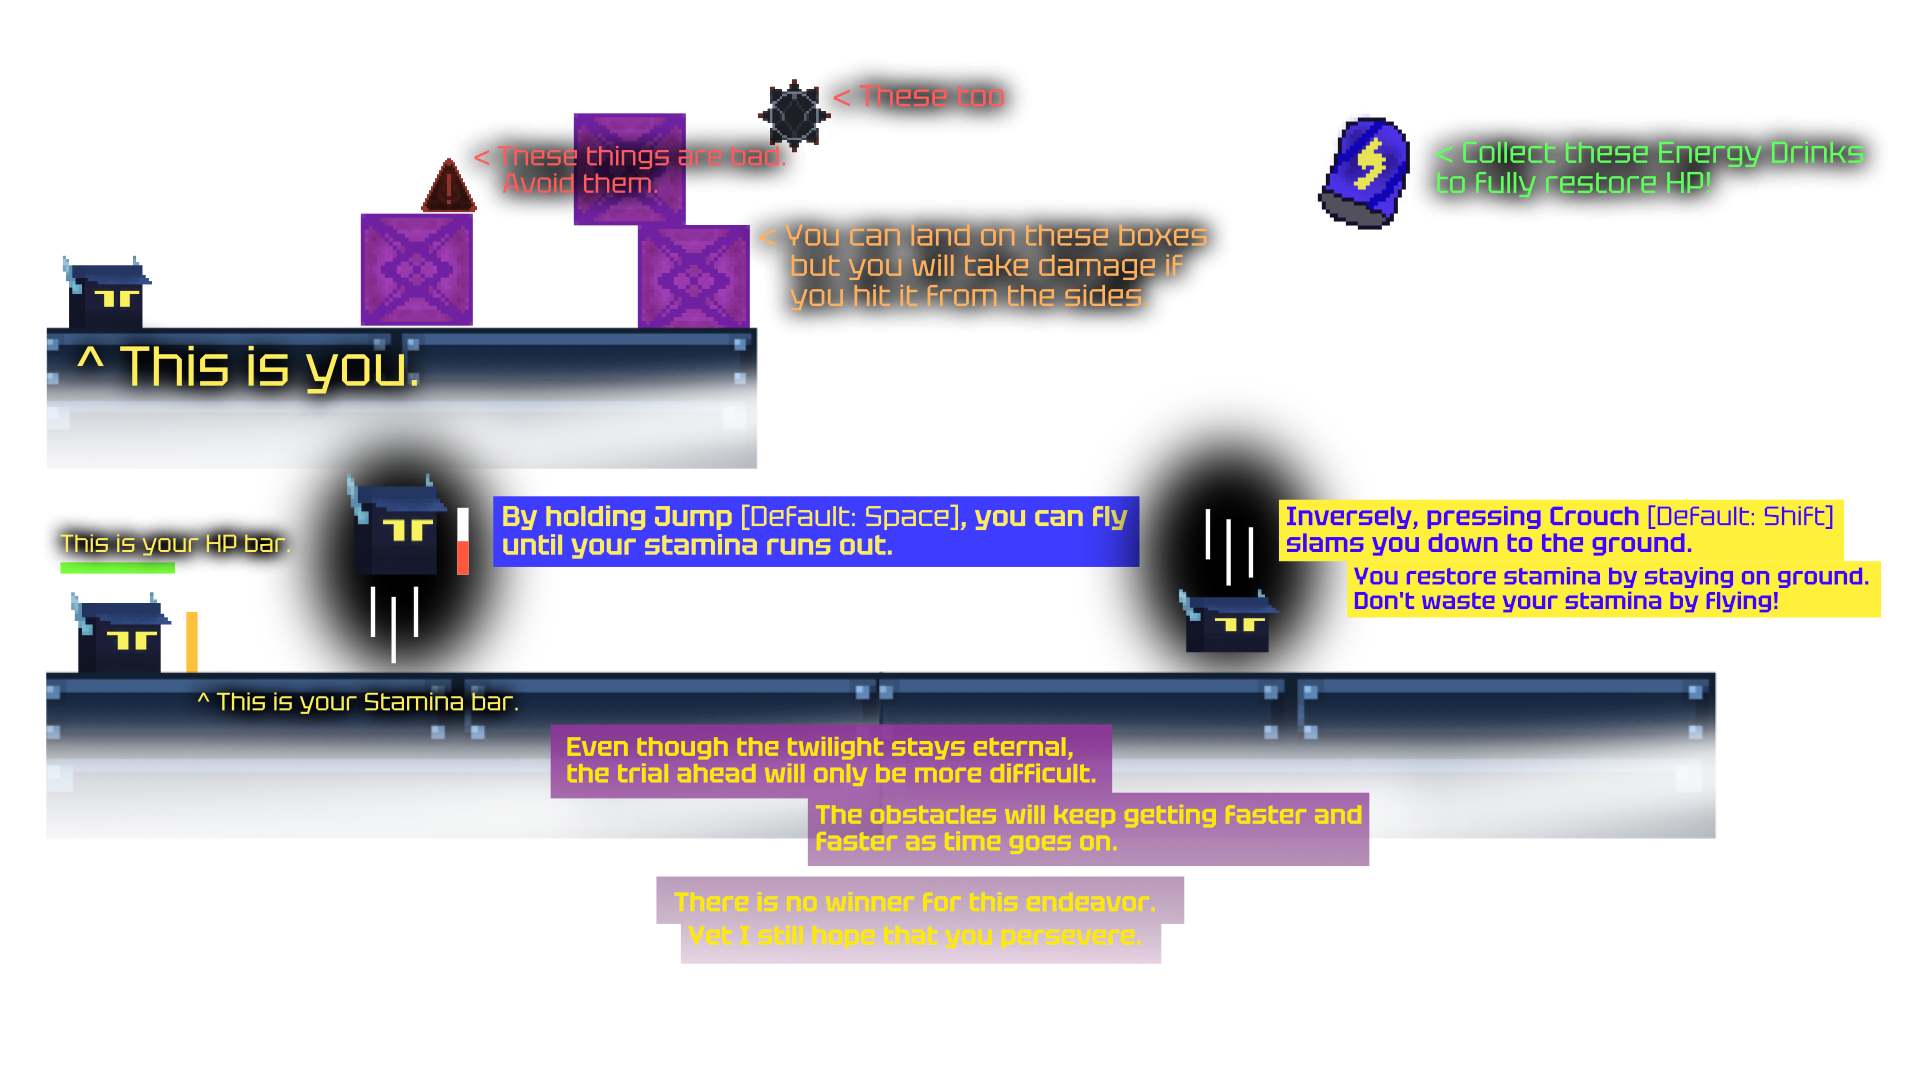 < These too
< These things are bad.
Avoid them.
< Collect these Energy Drinks
to fully restore HP!
< You can land on these boxes
but you will take damage if
you hit it from the sides
^ This is you.
By holding Jump [Default: Space], you can fly
until your stamina runs out.
Inversely, pressing Crouch [Default: Shift]
slams you down to the ground.
You restore stamina by staying on ground.
Don't waste your stamina by flying!
This is your HP bar.
^ This is your Stamina bar.
Even though the twilight stays eternal,
the trial ahead will only be more difficult.
The obstacles will keep getting faster and
faster as time goes on.
There is no winner for this endeavor.
Yet I still hope that you persevere.